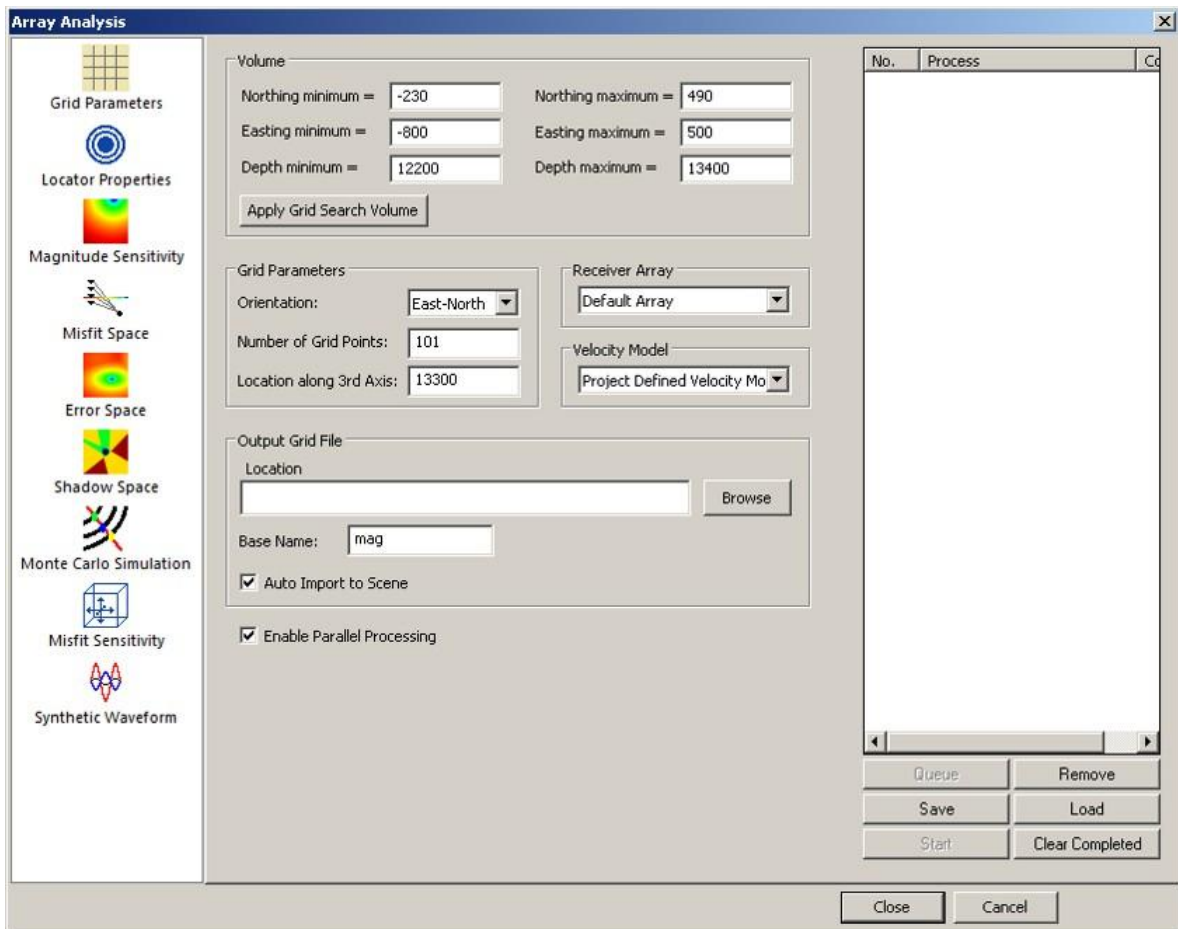 Array Analysis
Grid Parameters
Locator Properties
Magnitude Sensitivity
Misfit Space
Error Space
Shadow Space
Monte Carlo Simulation
Misfit Sensitivity
Synthetic Waveform
Volume
Northing minimum = -230 Northing maximum = 490
Easting minimum = -800 Easting maximum = 500
Depth minimum = 12200 Depth maximum = 13400
Apply Grid Search Volume
Grid Parameters
Orientation: East-North
Number of Grid Points: 101
Location along 3rd Axis: 13300
Receiver Array
Default Array
Velocity Model
Project Defined Velocity Mo
Output Grid File
Location
Browse
Base Name: mag
Auto Import to Scene
Enable Parallel Processing
No. Process Co
Queue Remove
Save Load
Start Clear Completed
Close Cancel